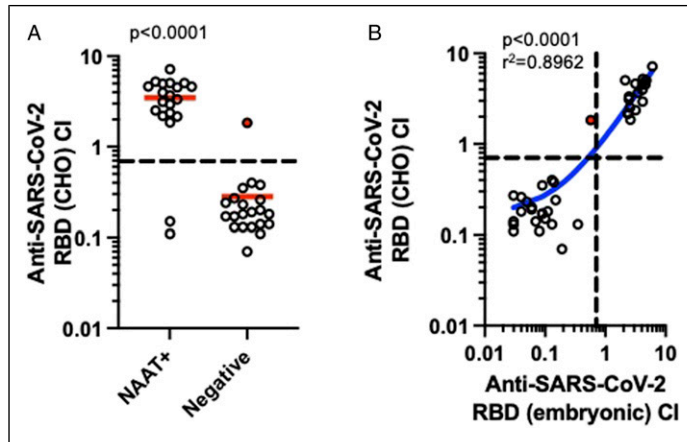 A
p<0.0001
Anti-SARS-CoV-2
RBD (CHO) CI
10
1
0.1
0.01
NAAT+
Negative
B
p<0.0001
r²=0.8962
Anti-SARS-CoV-2
RBD (CHO) CI
10
1
0.1
0.01
0.01 0.1 1 10
Anti-SARS-CoV-2
RBD (embryonic) CI